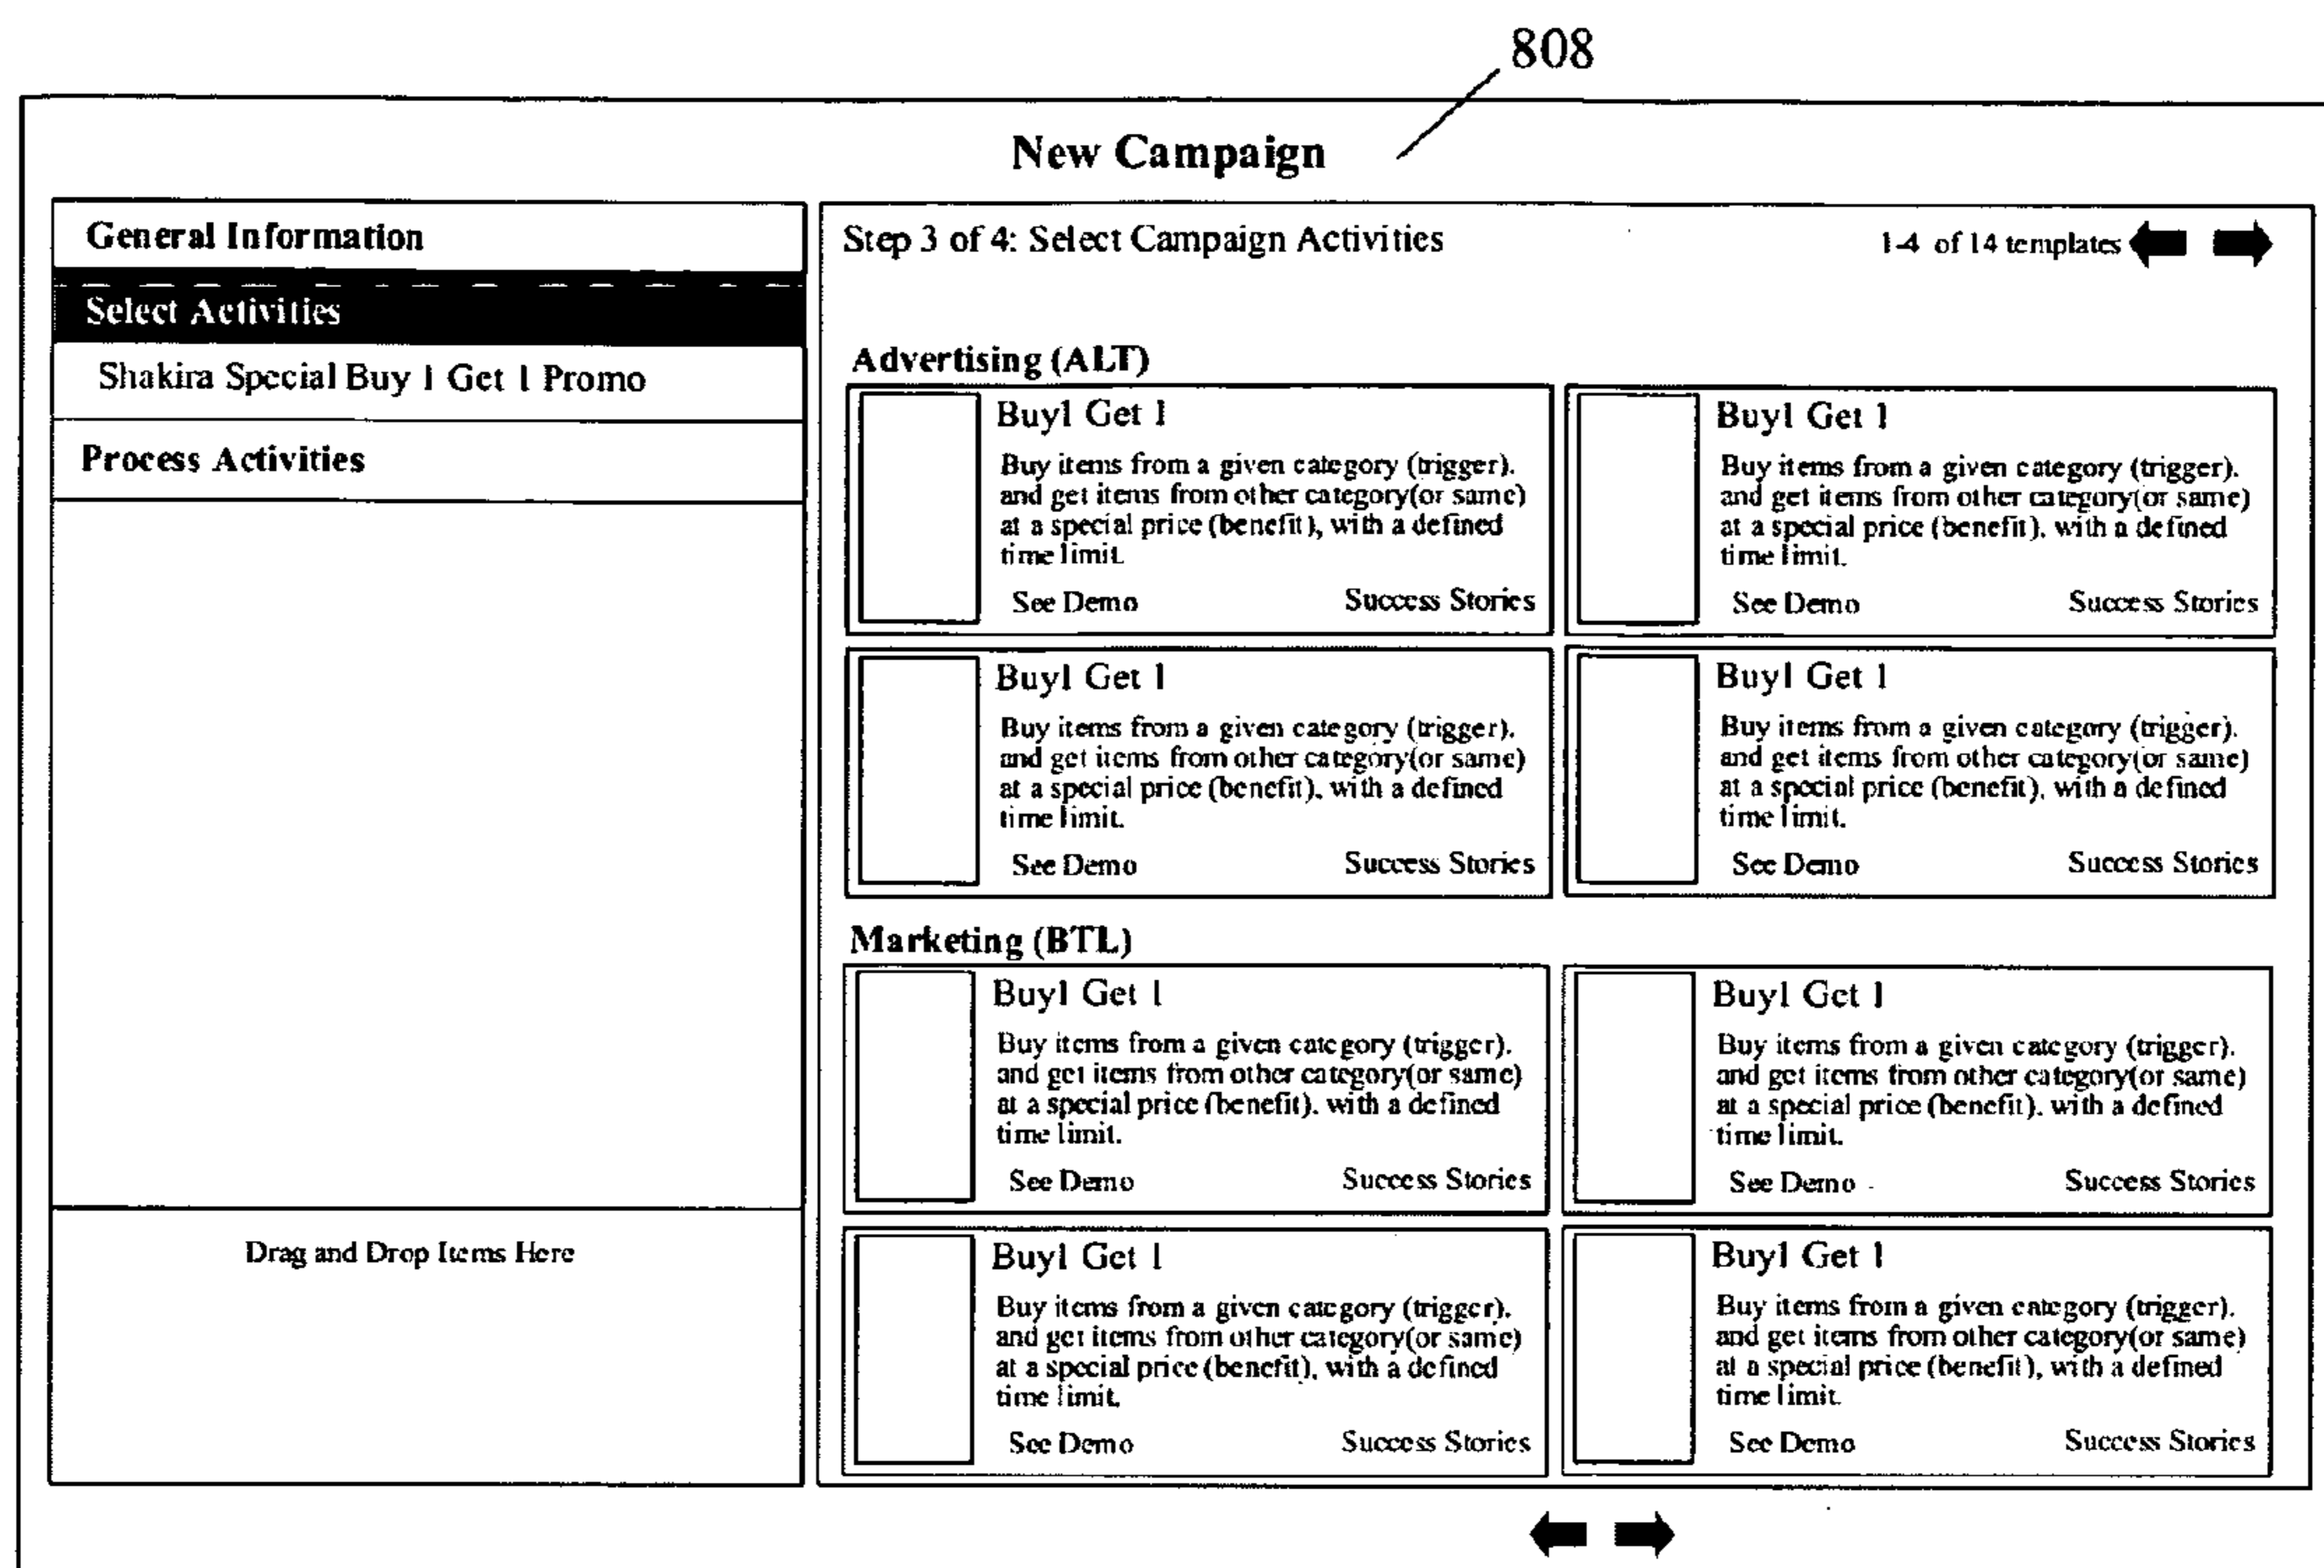 808
New Campaign
General Information
Select Activities
Shakira Special Buy 1 Get 1 Promo
Process Activities
Drag and Drop Items Here
Step 3 of 4: Select Campaign Activities
1-4 of 14 templates
Advertising (ALT)
Buy1 Get 1
Buy items from a given category (trigger).
and get items from other category(or same)
at a special price (benefit), with a defined
time limit.
See Demo Success Stories
Buy1 Get 1
Buy items from a given category (trigger).
and get items from other category(or same)
at a special price (benefit), with a defined
time limit.
See Demo Success Stories
Buy1 Get 1
Buy items from a given category (trigger).
and get items from other category(or same)
at a special price (benefit), with a defined
time limit.
See Demo Success Stories
Buy1 Get 1
Buy items from a given category (trigger).
and get items from other category(or same)
at a special price (benefit), with a defined
time limit.
See Demo Success Stories
Marketing (BTL)
Buy1 Get 1
Buy items from a given category (trigger).
and get items from other category(or same)
at a special price (benefit), with a defined
time limit.
See Demo Success Stories
Buy1 Get 1
Buy items from a given category (trigger).
and get items from other category(or same)
at a special price (benefit), with a defined
time limit.
See Demo Success Stories
Buy1 Get 1
Buy items from a given category (trigger).
and get items from other category(or same)
at a special price (benefit), with a defined
time limit.
See Demo Success Stories
Buy1 Get 1
Buy items from a given category (trigger).
and get items from other category(or same)
at a special price (benefit), with a defined
time limit.
See Demo Success Stories